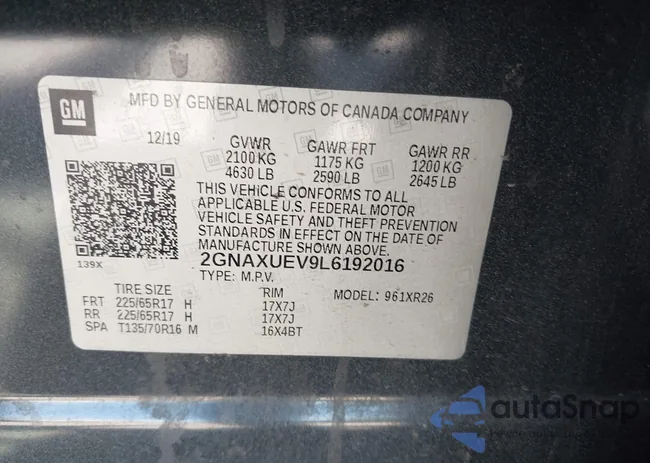 GM
MFD BY GENERAL MOTORS OF CANADA COMPANY
12/19 GVWR GAWR FRT GAWR RR
2100 KG 1175 KG 1200 KG
4630 LB 2590 LB 2645 LB
THIS VEHICLE CONFORMS TO ALL
APPLICABLE U.S. FEDERAL MOTOR
VEHICLE SAFETY AND THEFT PREVENTION
STANDARDS IN EFFECT ON THE DATE OF
MANUFACTURE SHOWN ABOVE.
139X 2GNAXUEV9L6192016
TYPE: M.P.V. MODEL: 961XR26
TIRE SIZE RIM
FRT 225/65R17 H 17X7J
RR 225/65R17 H 17X7J
SPA T135/70R16 M 16X4BT
autoSnap